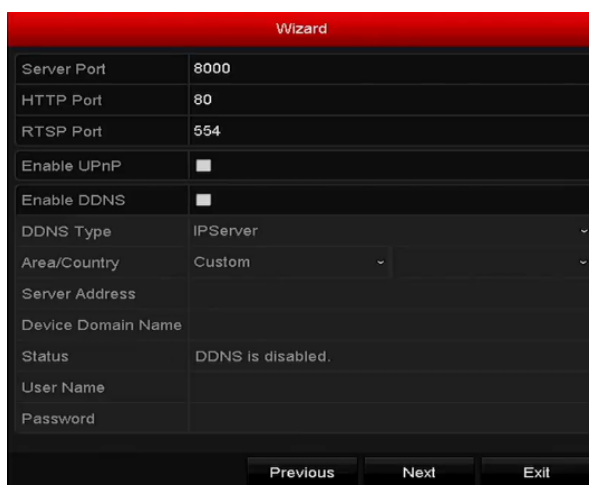 Wizard
Server Port 8000
HTTP Port 80
RTSP Port 554
Enable UPnP
Enable DDNS
DDNS Type IPServer
Area/Country Custom
Server Address
Device Domain Name
Status DDNS is disabled.
User Name
Password
Previous Next Exit